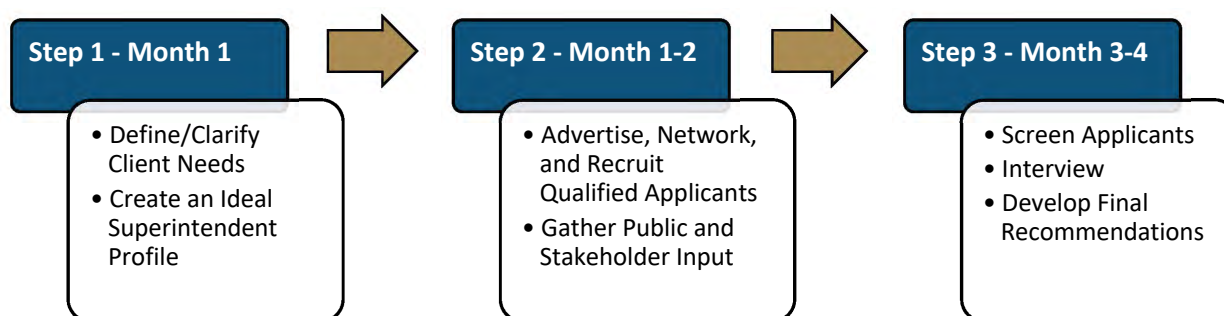 Step 1 - Month 1
• Define/Clarify
Client Needs
• Create an Ideal
Superintendent
Profile
Step 2 - Month 1-2
• Advertise, Network,
and Recruit
Qualified Applicants
• Gather Public and
Stakeholder Input
Step 3 - Month 3-4
• Screen Applicants
• Interview
• Develop Final
Recommendations